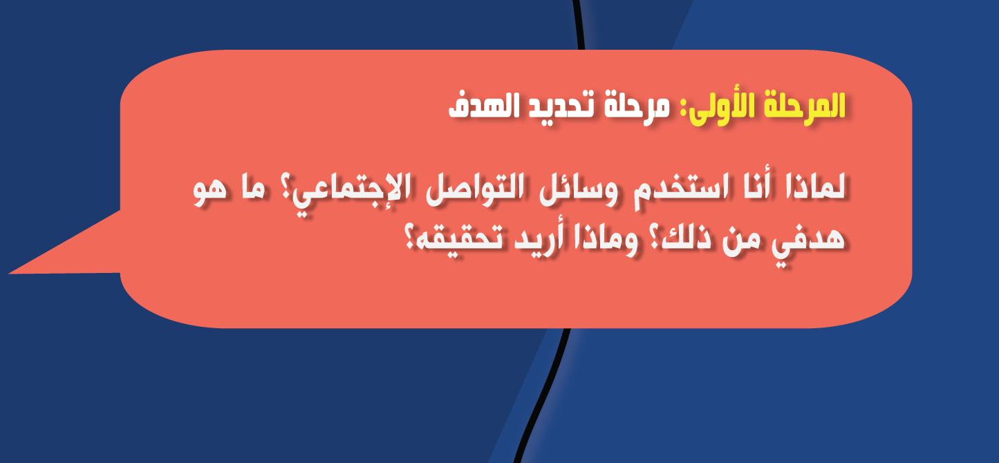 المرحلة الأولى: مرحلة تحديد الهدف
لماذا أنا استخدم وسائل التواصل الإجتماعي؟ ما هو
هدفي من ذلك؟ وماذا أريد تحقيقه؟